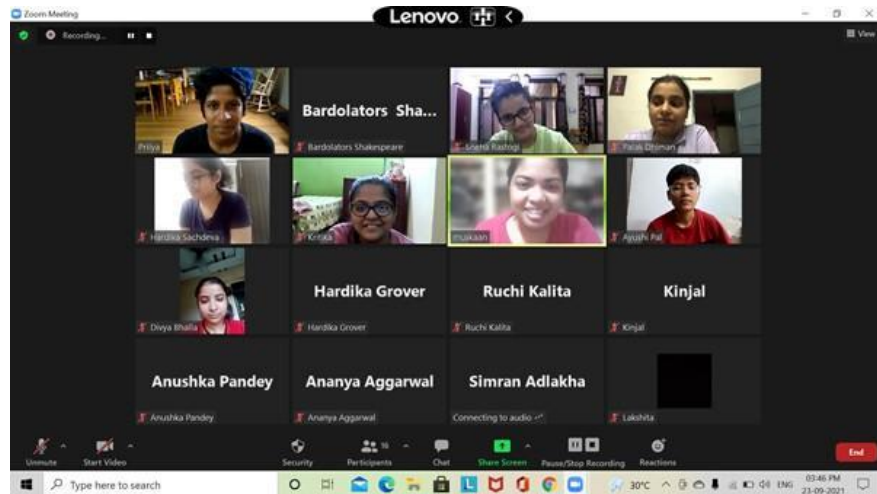 Zoom Meeting
Lenovo
Recording...
View
Priya
Bardolators Sha...
Bardolators Shakespeare
Sneha Rastogi
Palak Dhiman
Hardika Sachdeva
Kritika
muskaan
Ayushi Pal
Divya Bhalla
Hardika Grover
Hardika Grover
Ruchi Kalita
Ruchi Kalita
Kinjal
Kinjal
Anushka Pandey
Anushka Pandey
Ananya Aggarwal
Ananya Aggarwal
Simran Adlakha
Connecting to audio
Lakshita
Unmute
Start Video
Security
Participants
16
Chat
Share Screen
Pause/Stop Recording
Reactions
End
Type here to search
30°C
ENG
03:46 PM
23-09-2021